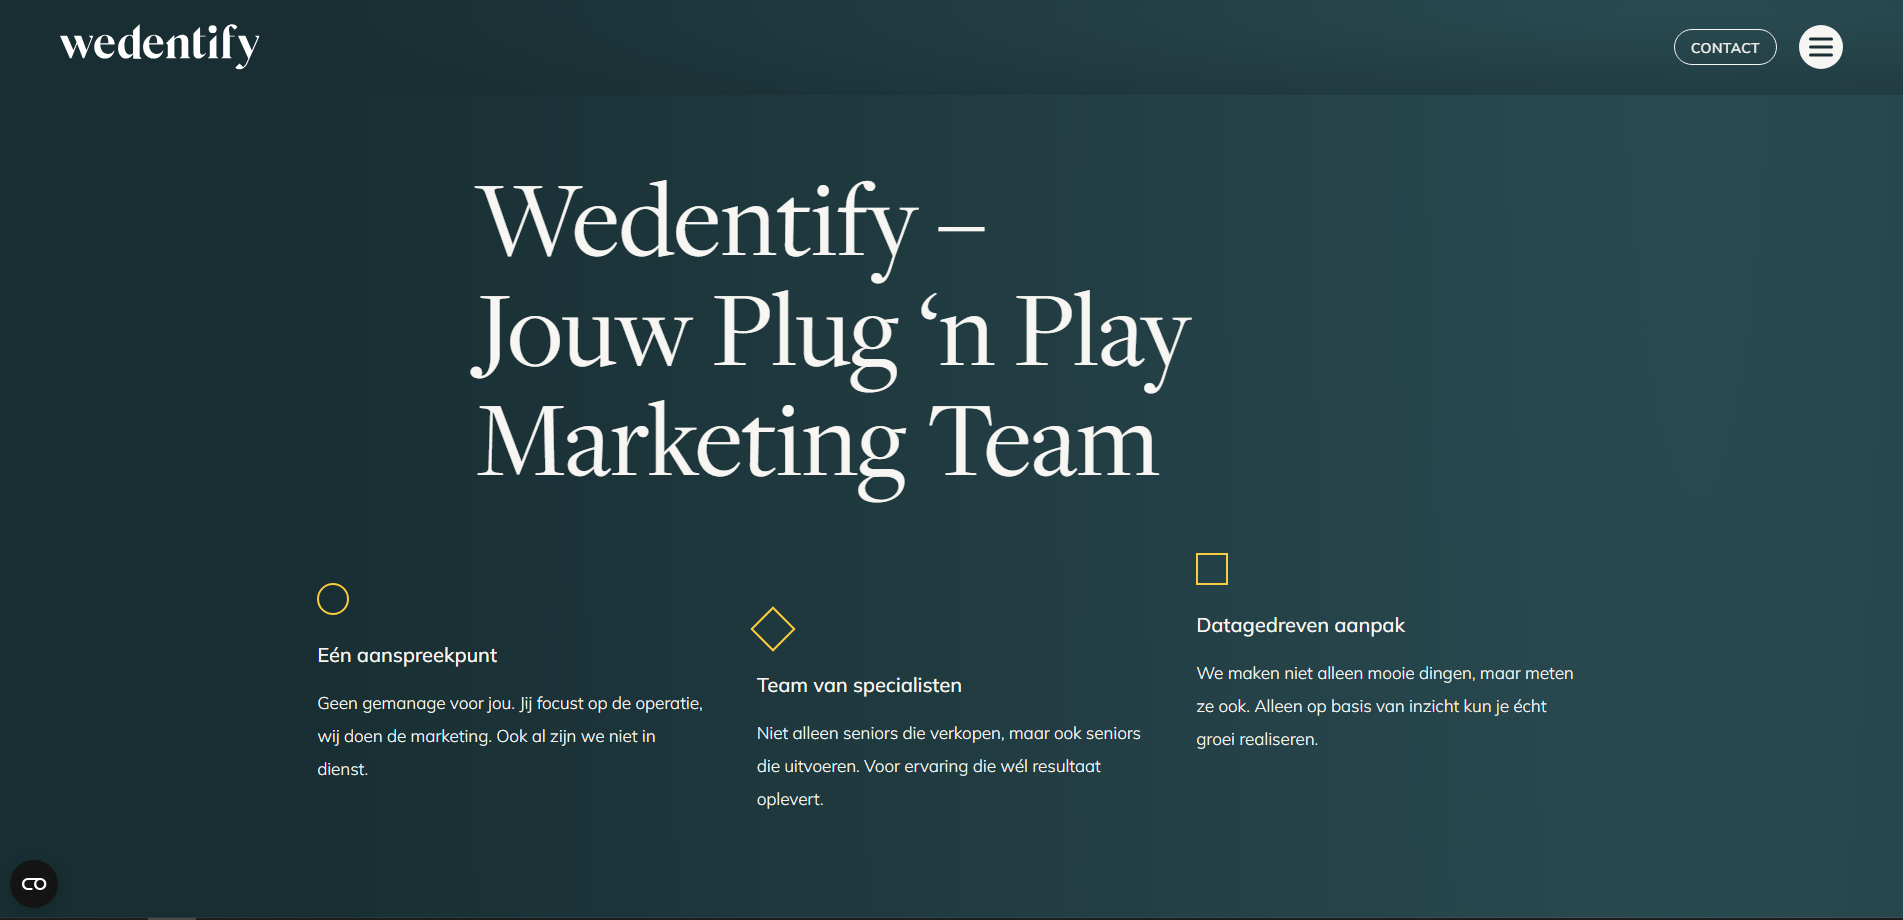 wedentify
CONTACT
Wedentify –
Jouw Plug ‘n Play
Marketing Team
Eén aanspreekpunt
Geen gemanage voor jou. Jij focust op de operatie,
wij doen de marketing. Ook al zijn we niet in
dienst.
Team van specialisten
Niet alleen seniors die verkopen, maar ook seniors
die uitvoeren. Voor ervaring die wél resultaat
oplevert.
Datagedreven aanpak
We maken niet alleen mooie dingen, maar meten
ze ook. Alleen op basis van inzicht kun je écht
groei realiseren.